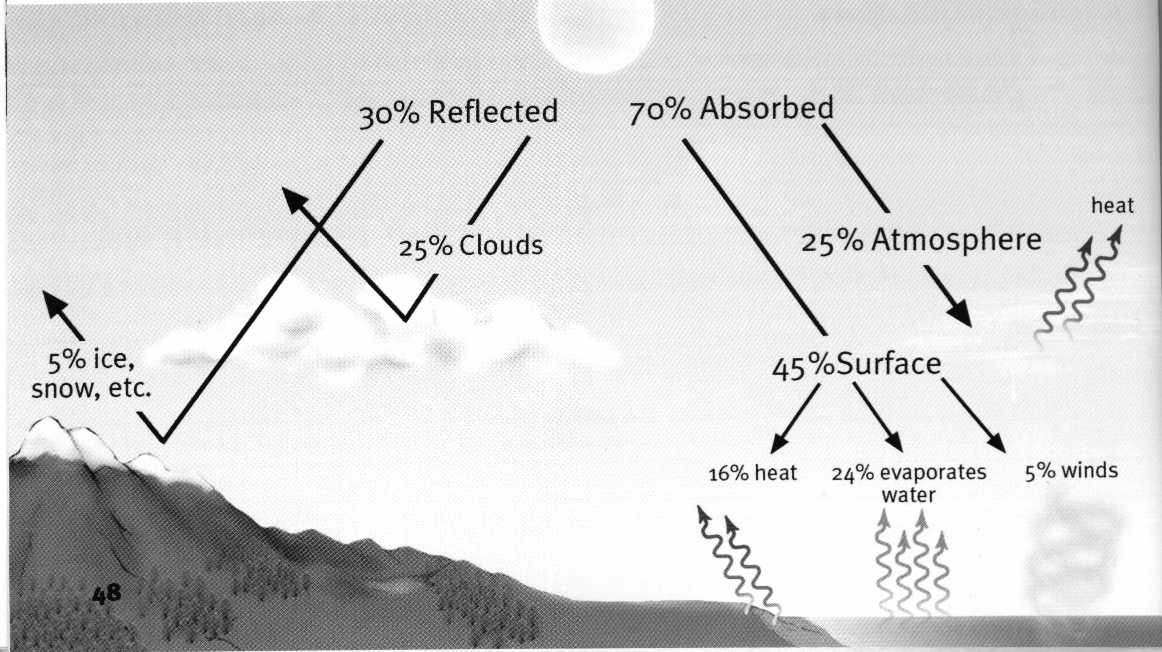 30% Reflected
70% Absorbed
heat
25% Clouds
25% Atmosphere
5% ice,
snow, etc.
45%Surface
16% heat
24% evaporates
water
5% winds
48